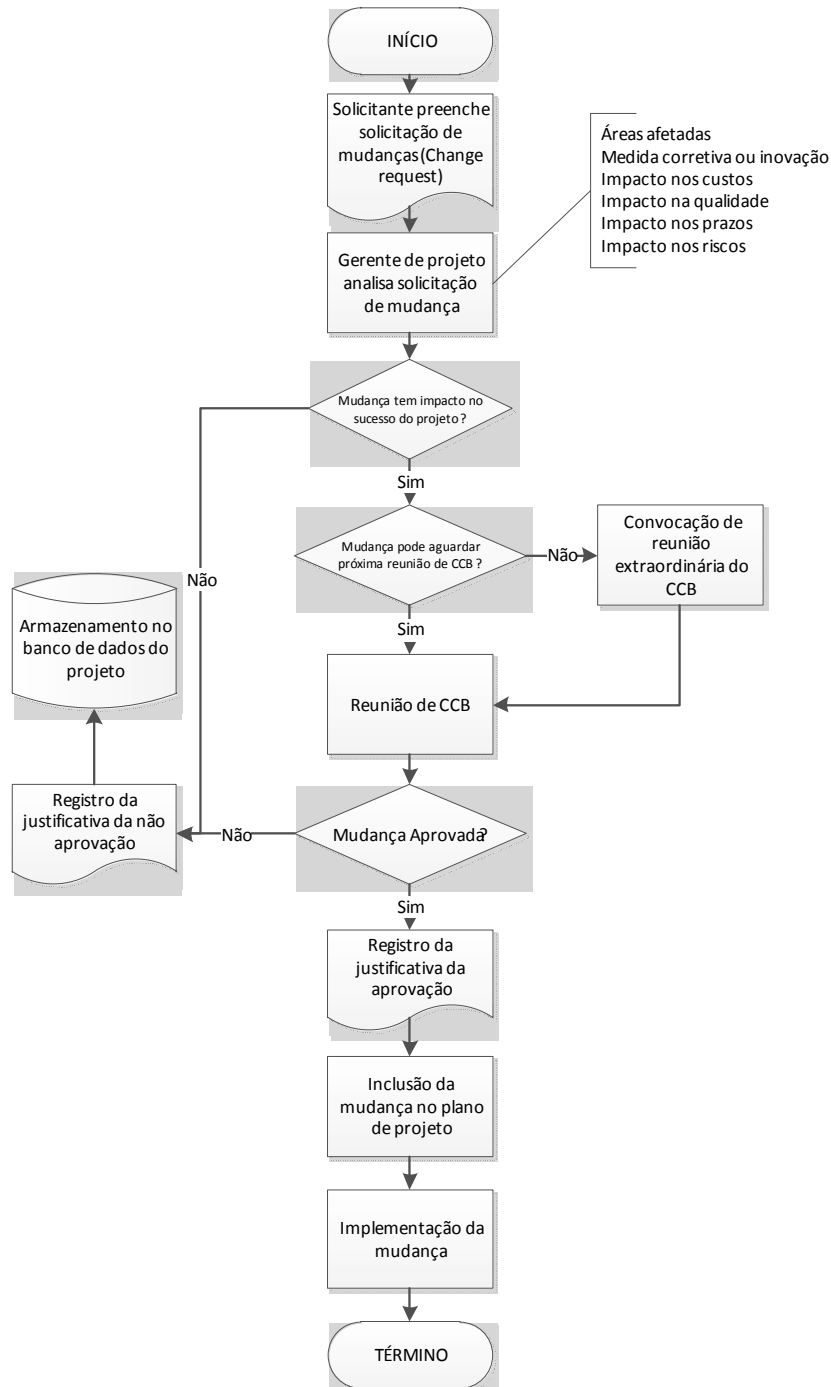 INÍCIO
Solicitante preenche
solicitação de
mudanças (Change
request)
Áreas afetadas
Medida corretiva ou inovação
Impacto nos custos
Impacto na qualidade
Impacto nos prazos
Impacto nos riscos
Gerente de projeto
analisa solicitação
de mudança
Mudança tem impacto no
sucesso do projeto?
Sim
Não
Mudança pode aguardar
próxima reunião de CCB?
Não
Convocação de
reunião
extraordinária do
CCB
Sim
Armazenamento no
banco de dados do
projeto
Reunião de CCB
Registro da
justificativa da não
aprovação
Não
Mudança Aprovada?
Sim
Registro da
justificativa da
aprovação
Inclusão da
mudança no plano
de projeto
Implementação da
mudança
TÉRMINO